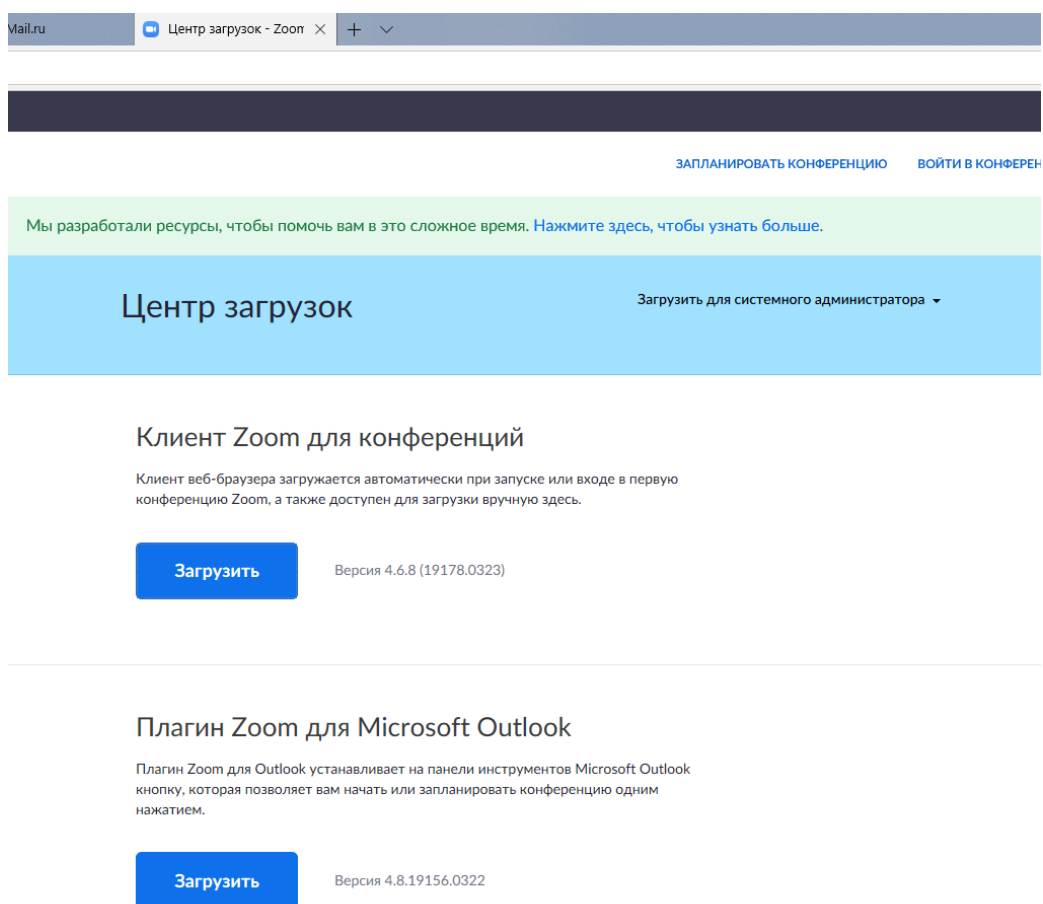 Mail.ru
Центр загрузок - Zoom
ЗАПЛАНИРОВАТЬ КОНФЕРЕНЦИЮ ВОЙТИ В КОНФЕРЕН
Мы разработали ресурсы, чтобы помочь вам в это сложное время. Нажмите здесь, чтобы узнать больше.
Центр загрузок
Загрузить для системного администратора
Клиент Zoom для конференций
Клиент веб-браузера загружается автоматически при запуске или входе в первую
конференцию Zoom, а также доступен для загрузки вручную здесь.
Загрузить
Версия 4.6.8 (19178.0323)
Плагин Zoom для Microsoft Outlook
Плагин Zoom для Outlook устанавливает на панели инструментов Microsoft Outlook
кнопку, которая позволяет вам начать или запланировать конференцию одним
нажатием.
Загрузить
Версия 4.8.19156.0322